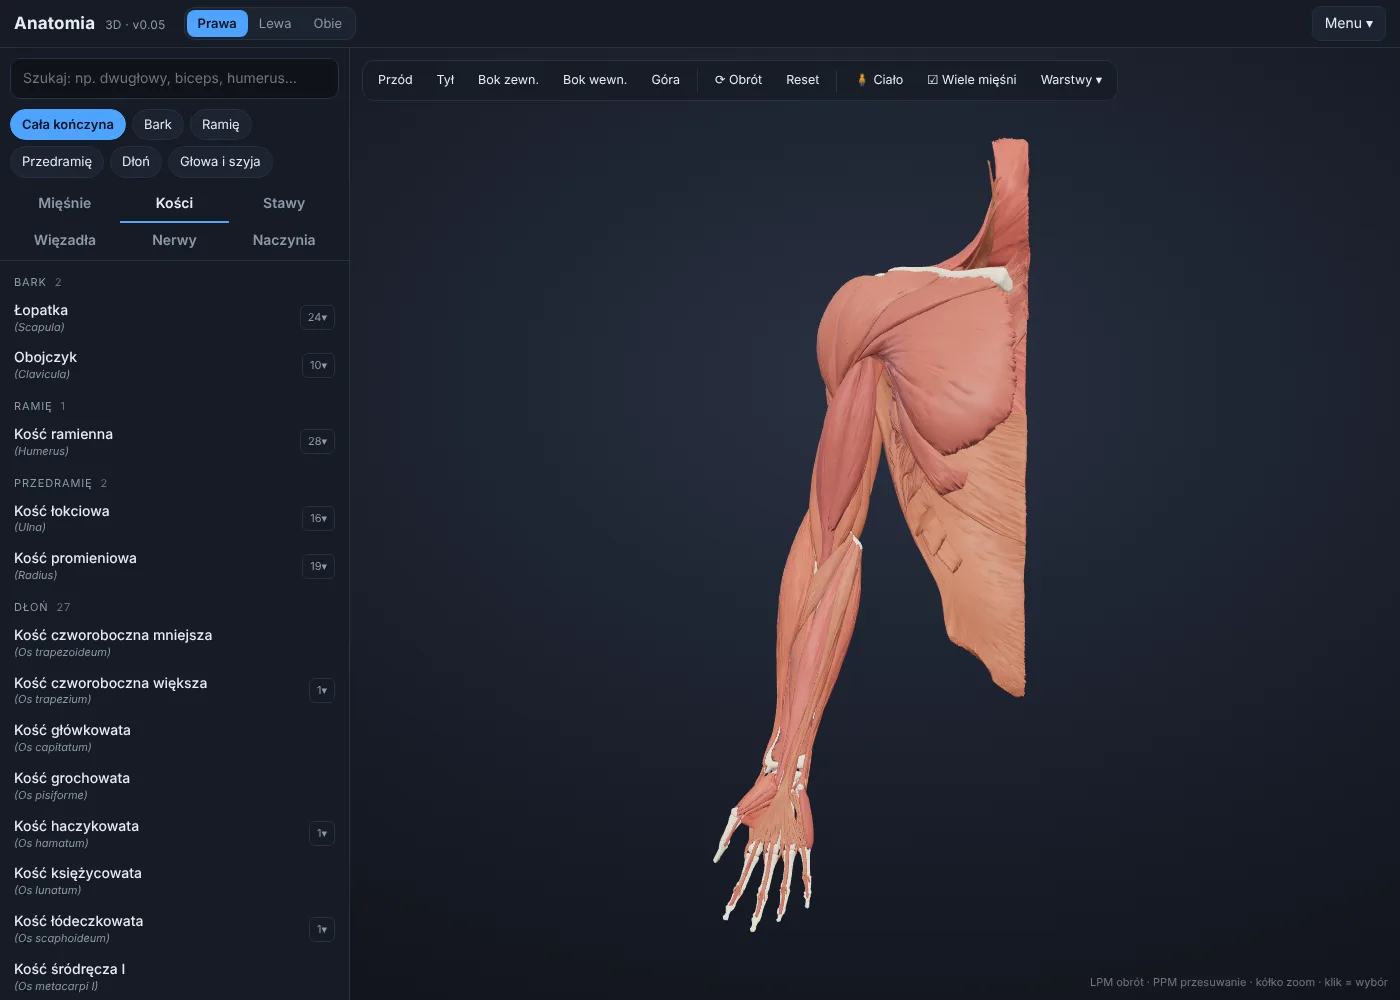 Anatomia 3D · v0.05 Prawa Lewa Obie Menu ▾
Szukaj: np. dwugłowy, biceps, humerus...
Cała kończyna Bark Ramię
Przedramię Dłoń Głowa i szyja
Mięśnie Kości Stawy
Więzadła Nerwy Naczynia
Przód Tył Bok zewn. Bok wewn. Góra ⟳ Obrót Reset 🧍 Ciało ☑ Wiele mięśni Warstwy ▾
BARK 2
Łopatka
(Scapula)
24▾
Obojczyk
(Clavicula)
10▾
RAMIĘ 1
Kość ramienna
(Humerus)
28▾
PRZEDRAMIĘ 2
Kość łokciowa
(Ulna)
16▾
Kość promieniowa
(Radius)
19▾
DŁOŃ 27
Kość czworoboczna mniejsza
(Os trapezoideum)
Kość czworoboczna większa
(Os trapezium)
1▾
Kość główkowata
(Os capitatum)
Kość grochowata
(Os pisiforme)
Kość haczykowata
(Os hamatum)
1▾
Kość księżycowata
(Os lunatum)
Kość łódeczkowata
(Os scaphoideum)
1▾
Kość śródręcza I
(Os metacarpi I)
LPM obrót · PPM przesuwanie · kółko zoom · klik = wybór